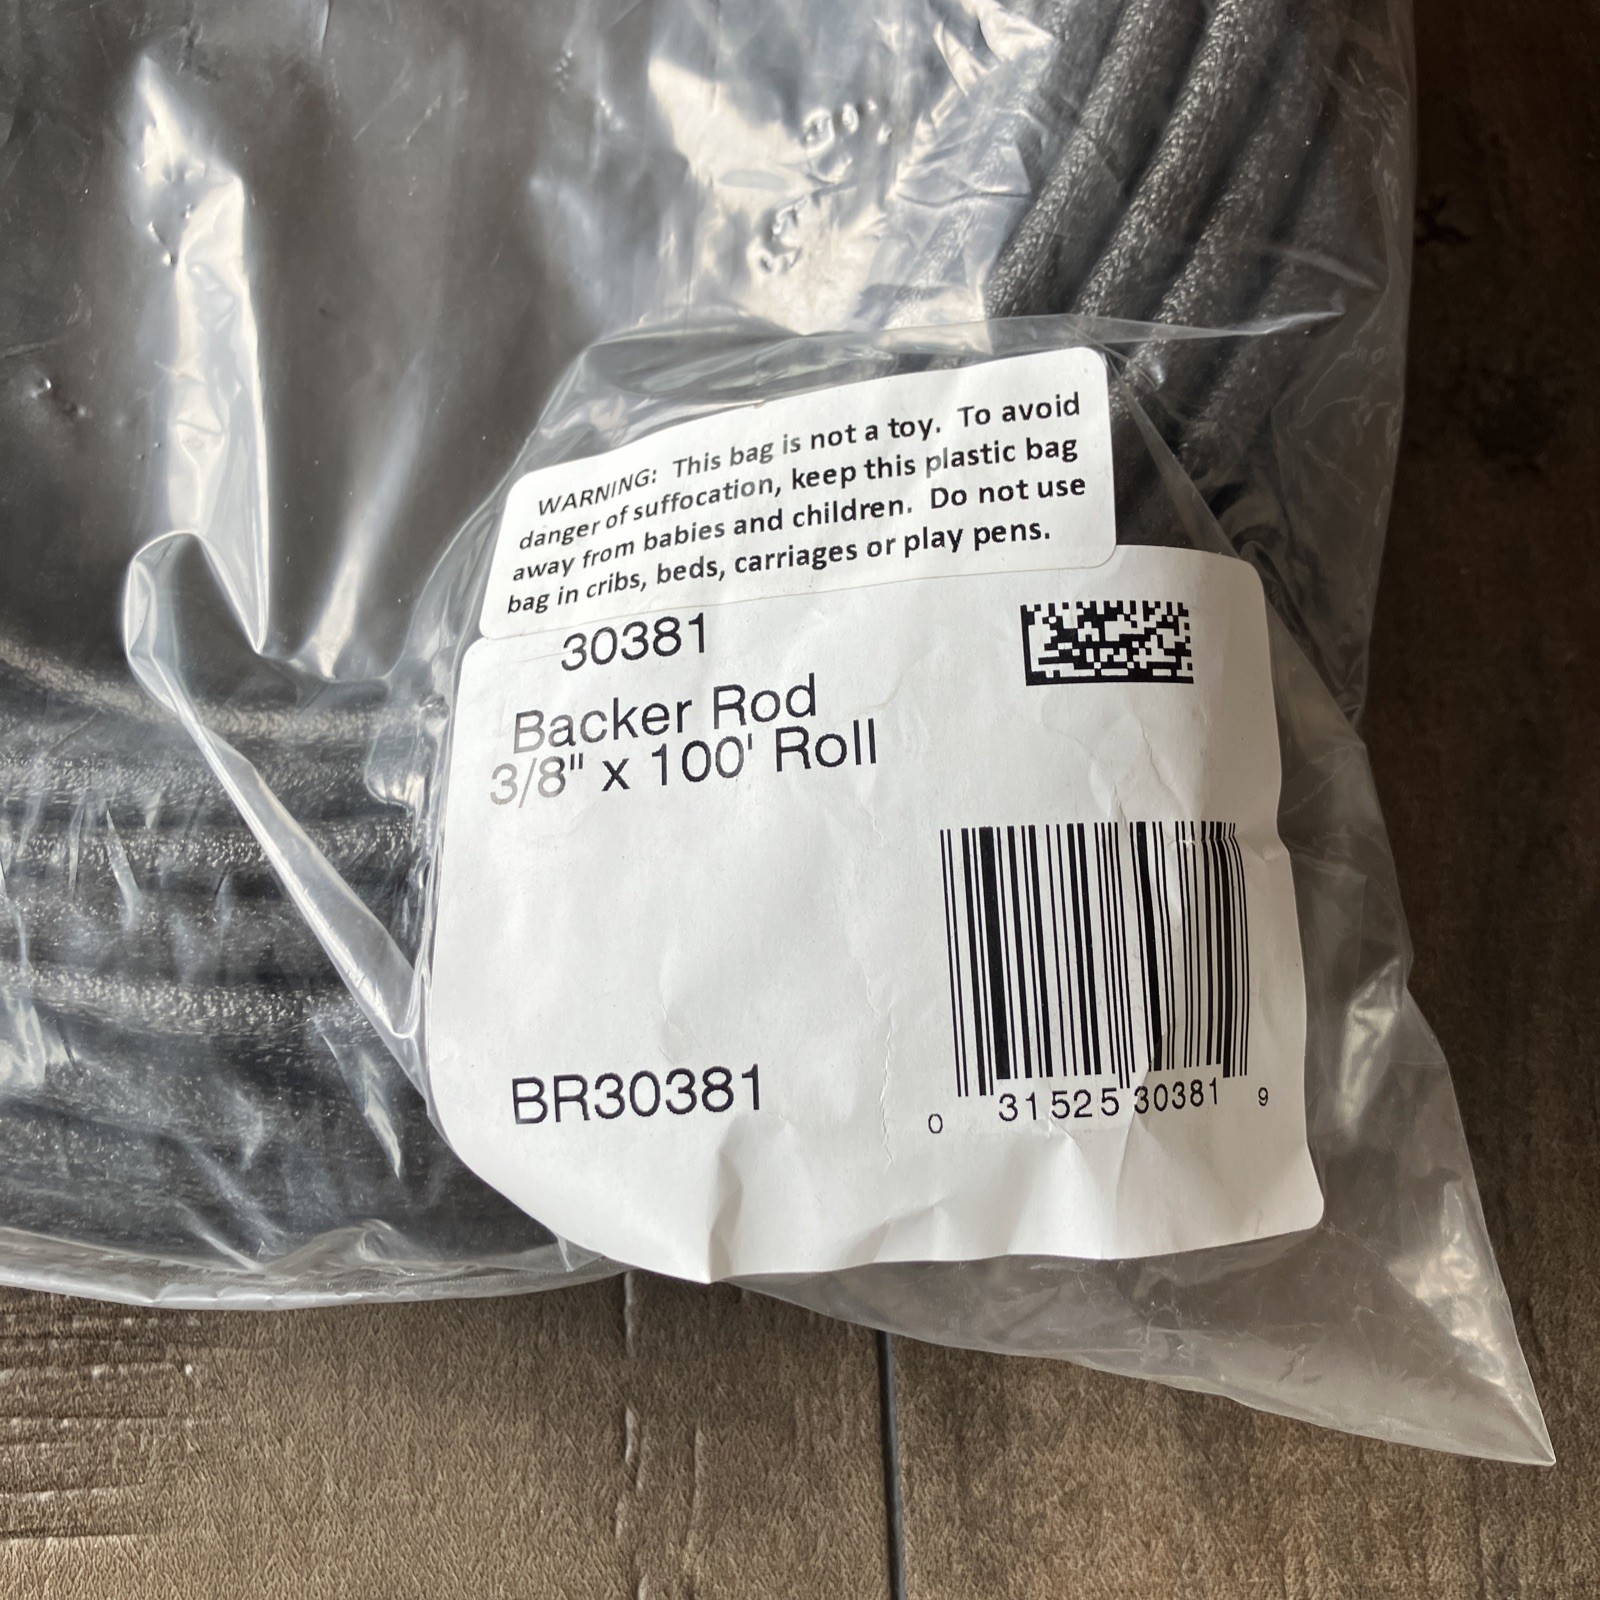 WARNING: This bag is not a toy. To avoid
danger of suffocation, keep this plastic bag
away from babies and children. Do not use
bag in cribs, beds, carriages or play pens.
30381
Backer Rod
3/8" x 100' Roll
BR30381
0 31525 30381 9